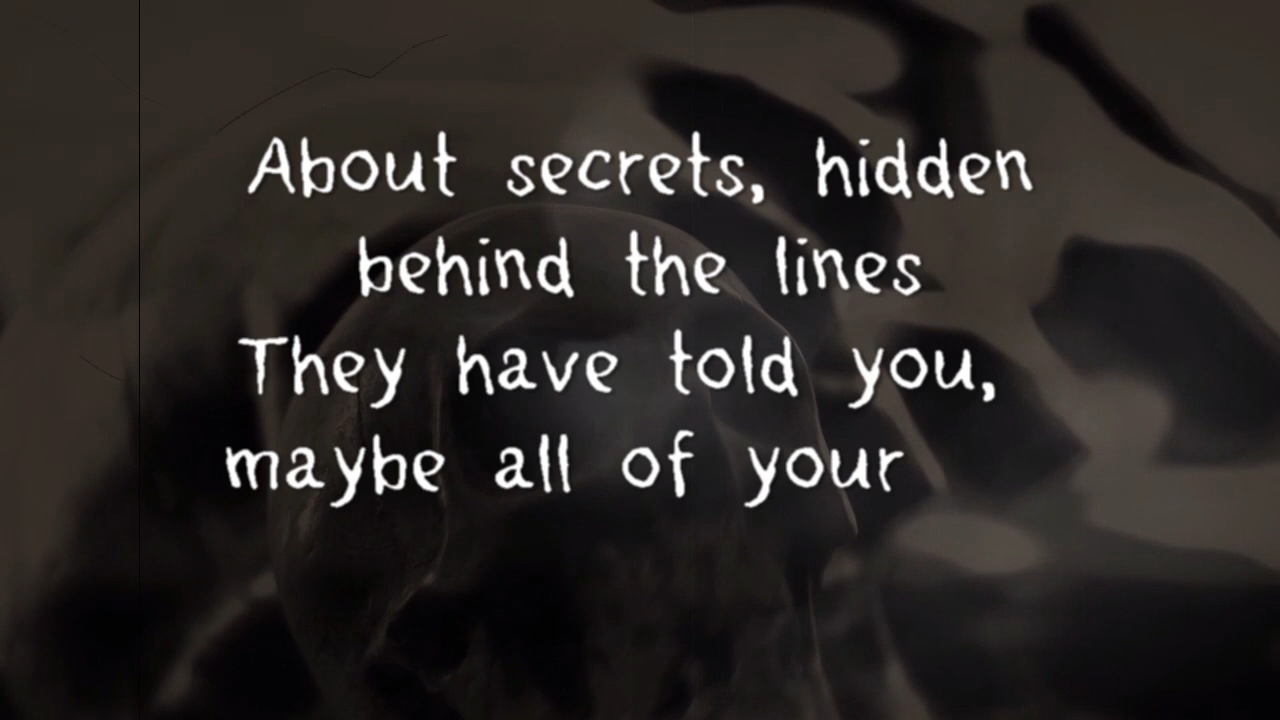 About secrets, hidden
behind the lines
They have told you,
maybe all of your